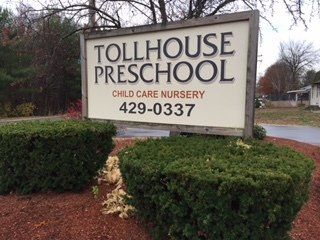 TOLLHOUSE
PRESCHOOL
CHILD CARE NURSERY
429-0337